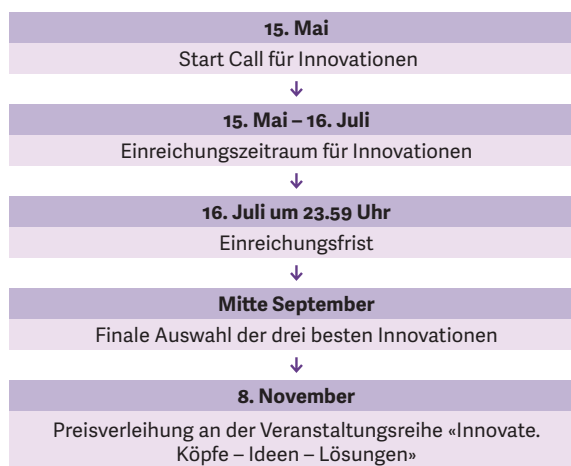 15. Mai
Start Call für Innovationen
15. Mai – 16. Juli
Einreichungszeitraum für Innovationen
16. Juli um 23.59 Uhr
Einreichungsfrist
Mitte September
Finale Auswahl der drei besten Innovationen
8. November
Preisverleihung an der Veranstaltungsreihe «Innovate.
Köpfe – Ideen – Lösungen»